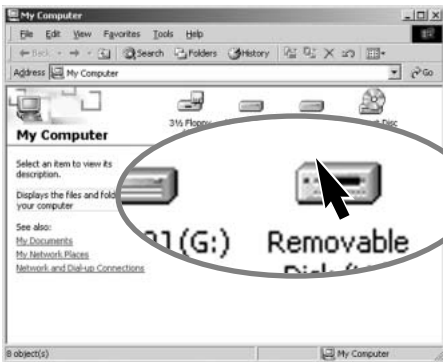 My Computer
File Edit View Favorites Tools Help
Back Search Folders History
Address My Computer Go
3½ Floppy Disc
My Computer
Select an item to view its
description.
Displays the files and fold
your computer
See also:
My Documents
My Network Places
Network and Dial-up Connections
(G:) Removable
8 object(s) My Computer